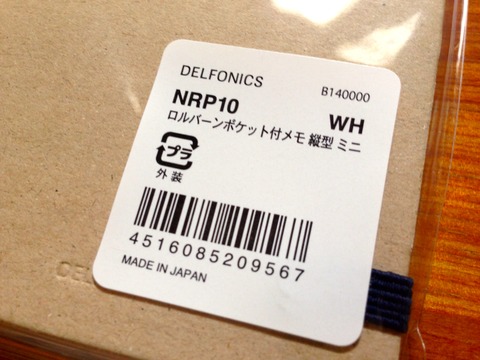 DELFONICS
B140000
NRP10
WH
ロルバーンポケット付メモ 縦型 ミニ
プラ
外装
4516085209567
MADE IN JAPAN